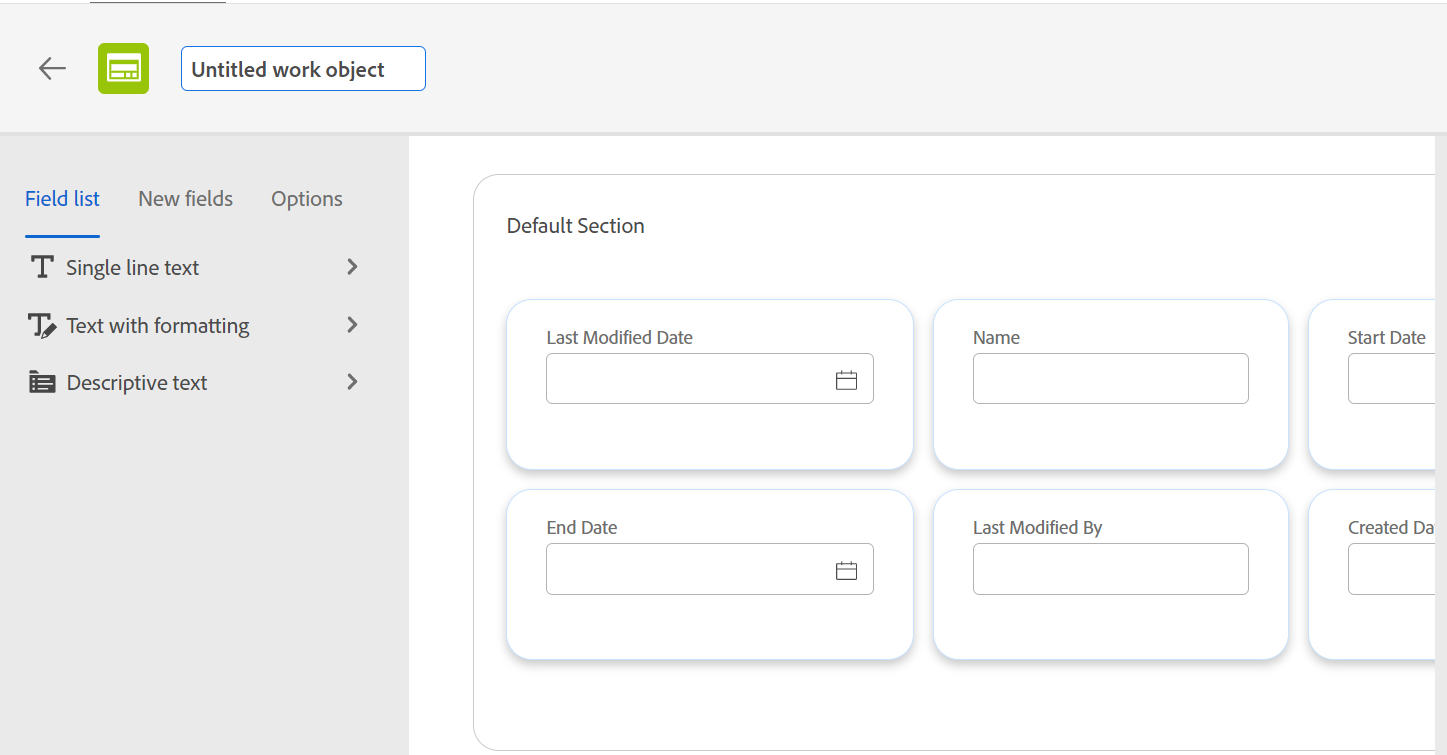 Untitled work object
Field list New fields Options
Single line text
Text with formatting
Descriptive text
Default Section
Last Modified Date Name Start Date
End Date Last Modified By Created Da